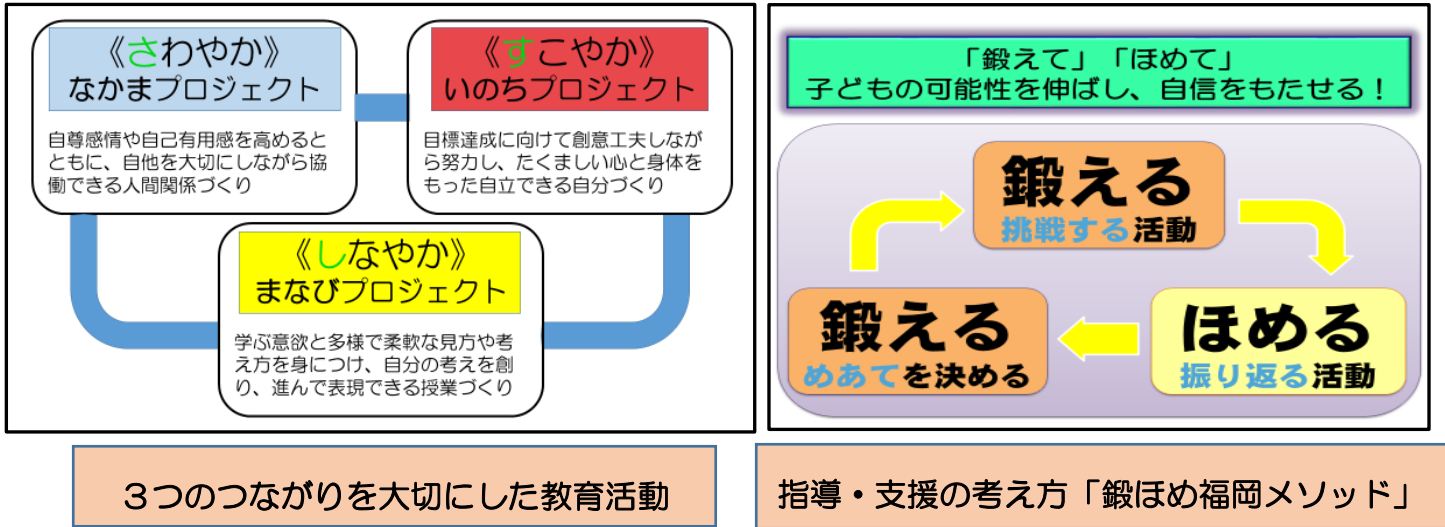 《さわやか》
なかまプロジェクト
自尊感情や自己有用感を高めると
ともに、自他を大切にしながら協
働できる人間関係づくり
《すこやか》
いのちプロジェクト
目標達成に向けて創意工夫しなが
ら努力し、たくましい心と身体を
もった自立できる自分づくり
《しなやか》
まなびプロジェクト
学ぶ意欲と多様で柔軟な見方や考
え方を身につけ、自分の考えを創
り、進んで表現できる授業づくり
3つのつながりを大切にした教育活動
「鍛えて」「ほめて」
子どもの可能性を伸ばし、自信をもたせる!
鍛える
挑戦する活動
鍛える
めあてを決める
ほめる
振り返る活動
指導・支援の考え方「鍛ほめ福岡メソッド」